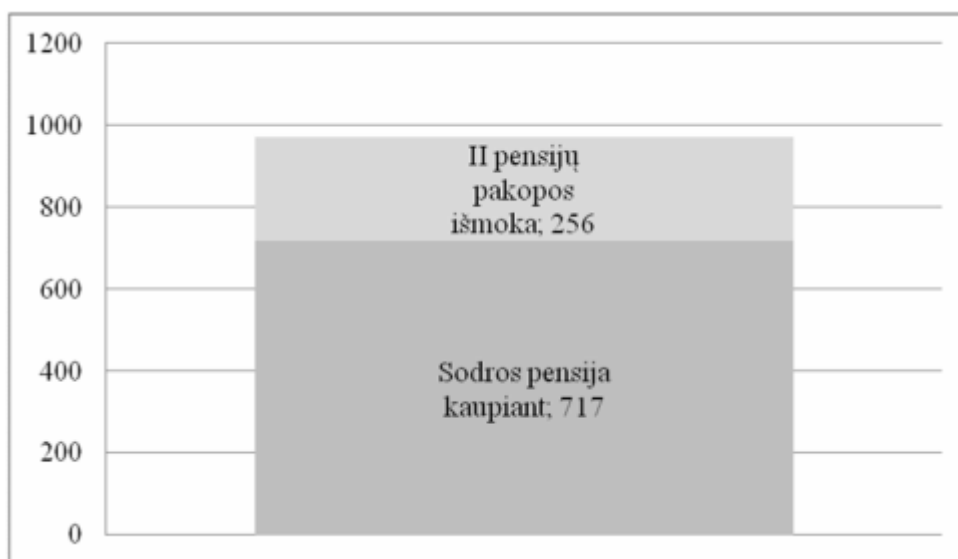 1200
1000
800
600
400
200
0
II pensijų
pakopos
išmoka; 256
Sodros pensija
kaupiant; 717